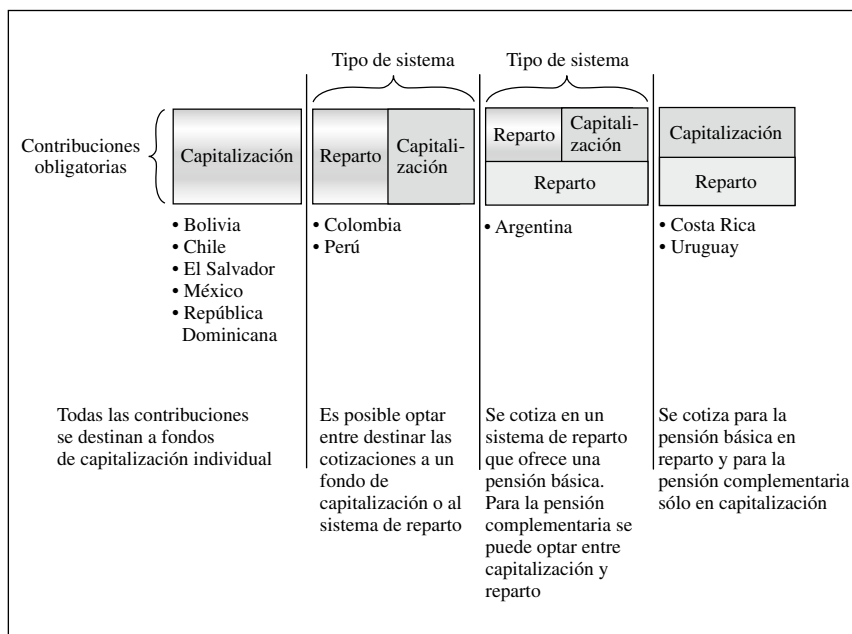 Tipo de sistema
Tipo de sistema
Contribuciones
obligatorias
Capitalización
Reparto
Capitali-
zación
Reparto
Capitali-
zación
Reparto
Capitalización
Reparto
• Bolivia
• Chile
• El Salvador
• México
• República
Dominicana
• Colombia
• Perú
• Argentina
• Costa Rica
• Uruguay
Todas las contribuciones
se destinan a fondos
de capitalización individual
Es posible optar
entre destinar las
cotizaciones a un
fondo de
capitalización o al
sistema de reparto
Se cotiza en un
sistema de reparto
que ofrece una
pensión básica.
Para la pensión
complementaria se
puede optar entre
capitalización y
reparto
Se cotiza para la
pensión básica en
reparto y para la
pensión complementaria
sólo en capitalización